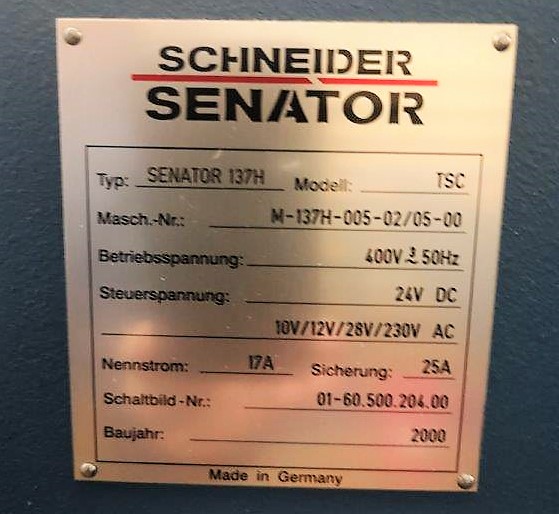 SCHNEIDER
SENATOR
Typ: SENATOR 137H Modell: TSC
Masch.-Nr.: M-137H-005-02/05-00
Betriebsspannung: 400V 50Hz
Steuerspannung: 24V DC
10V/12V/28V/230V AC
Nennstrom: 17A Sicherung: 25A
Schaltbild-Nr.: 01-60.500.204.00
Baujahr: 2000
Made in Germany